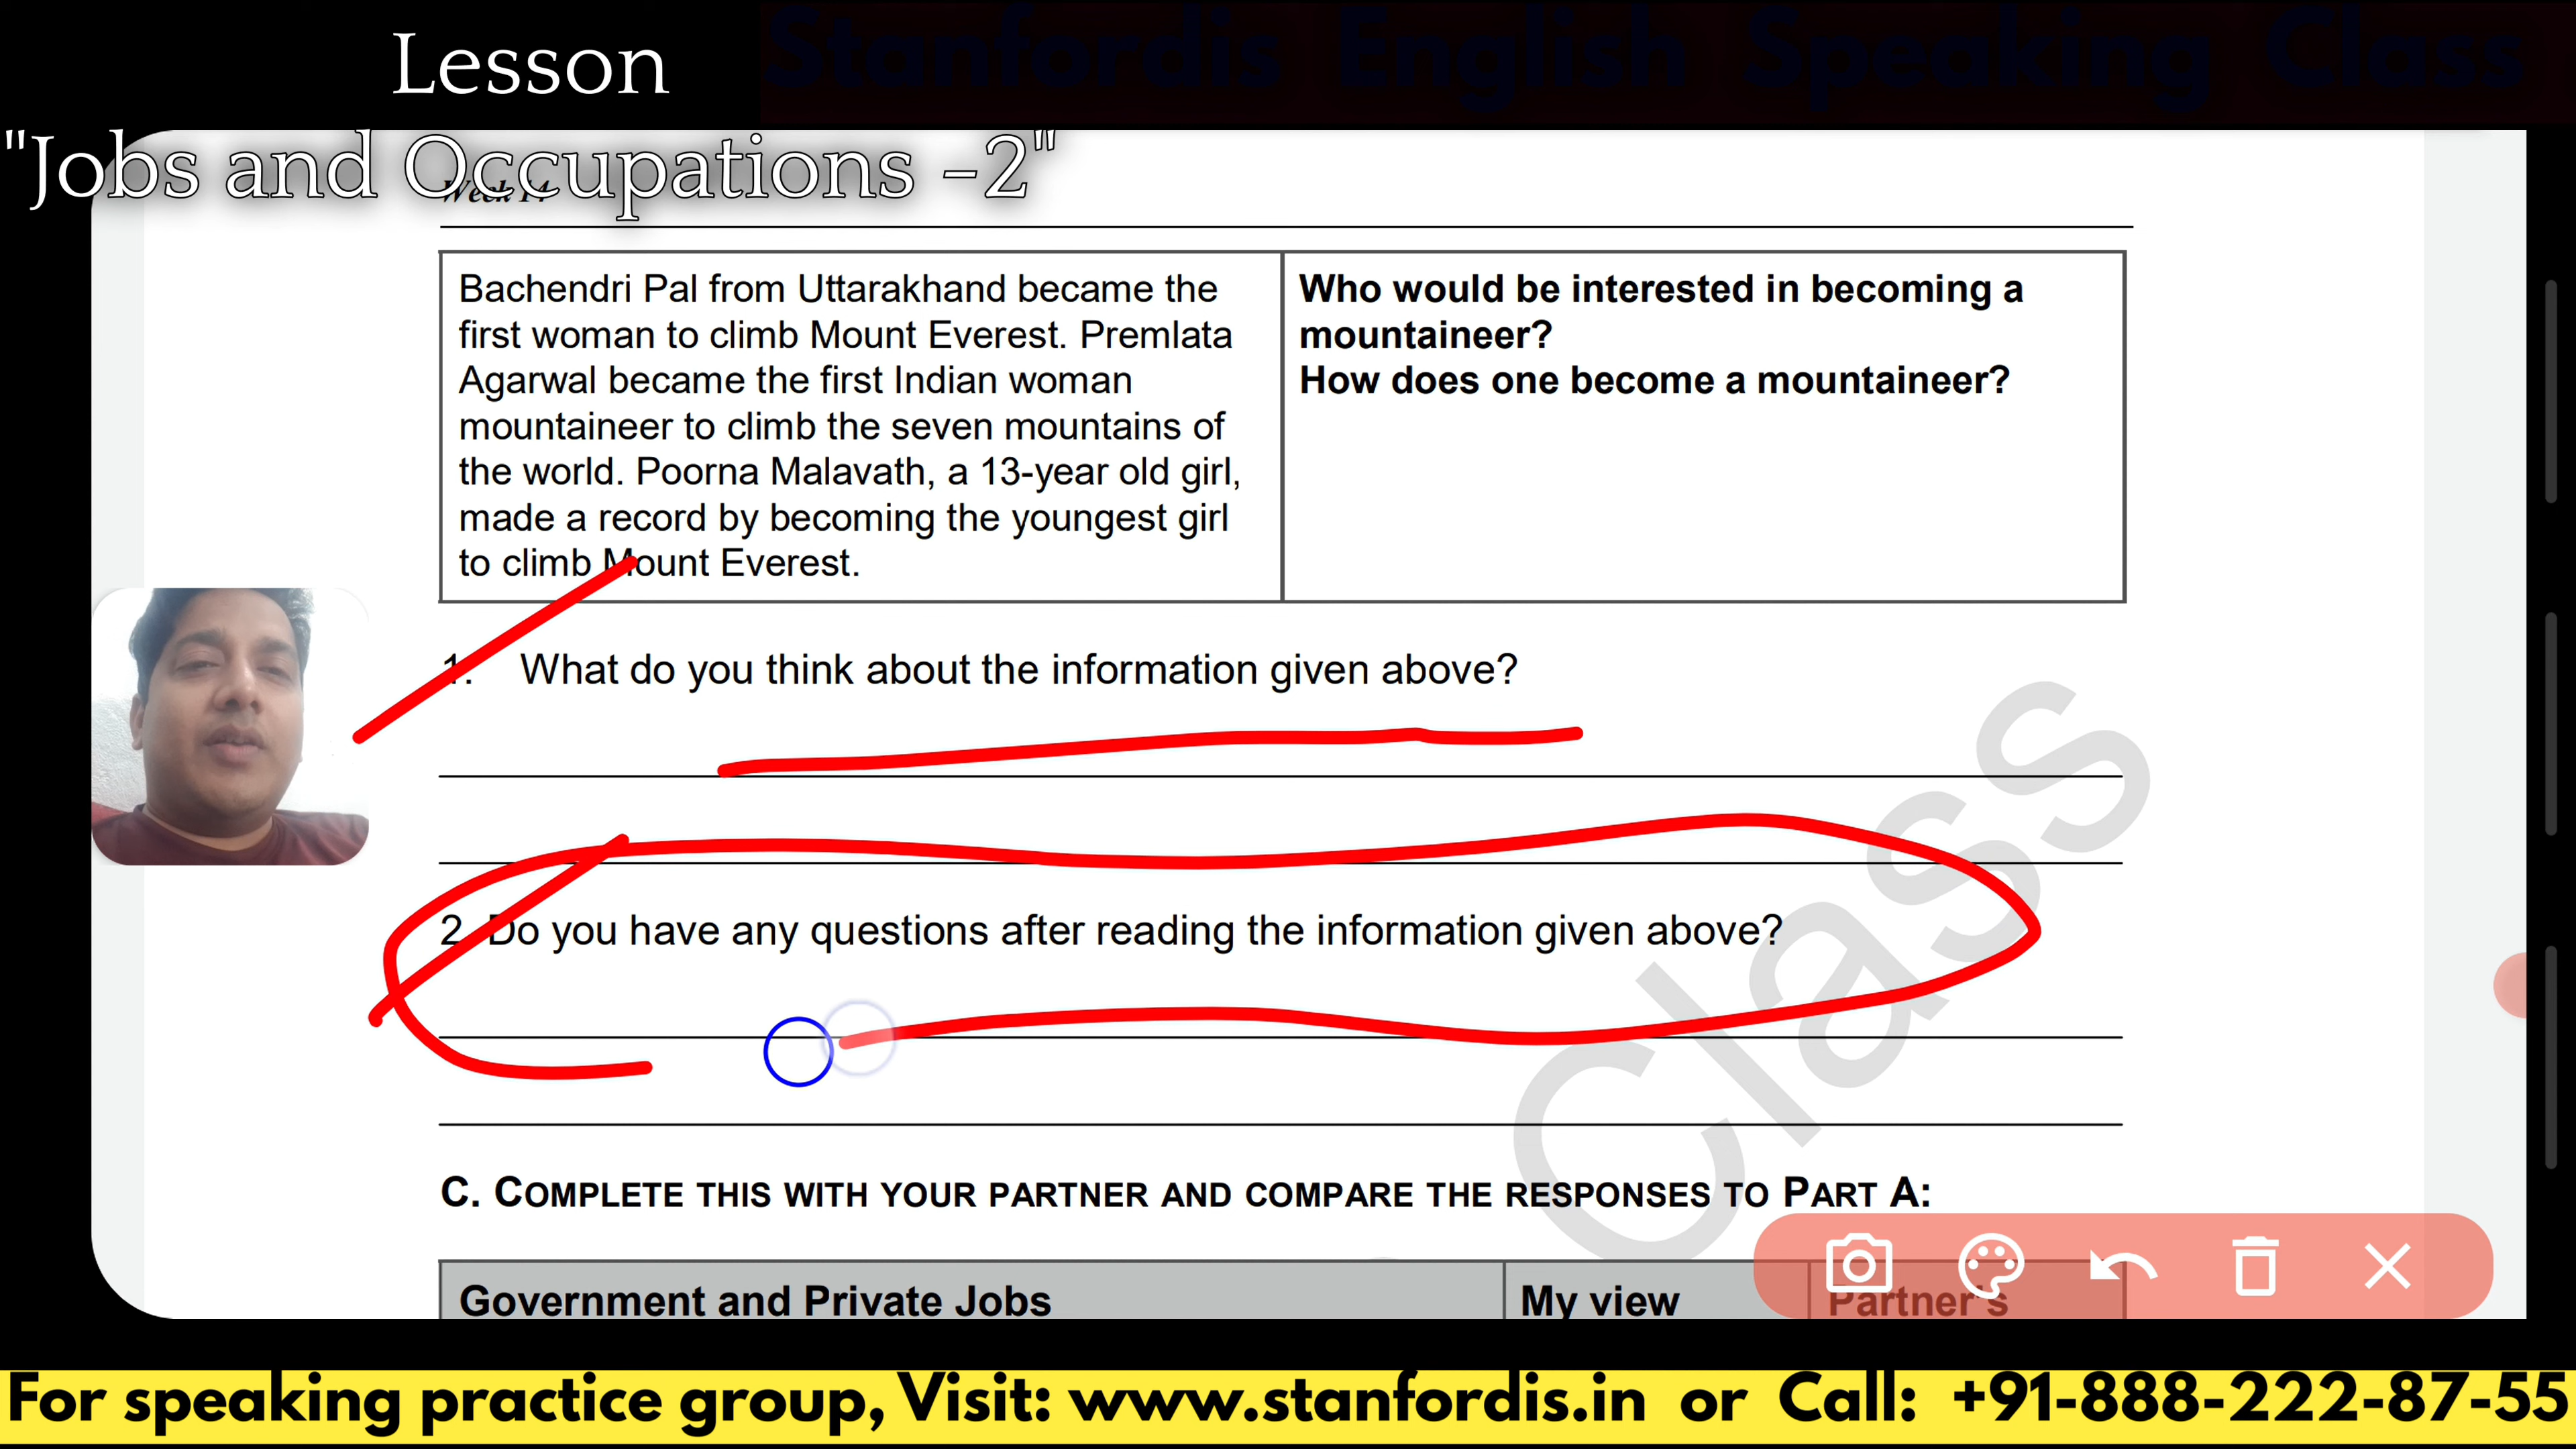 Lesson
Stanfordis English Speaking Class
"Jobs and Occupations -2"
Week 14
Bachendri Pal from Uttarakhand became the
first woman to climb Mount Everest. Premlata
Agarwal became the first Indian woman
mountaineer to climb the seven mountains of
the world. Poorna Malavath, a 13-year old girl,
made a record by becoming the youngest girl
to climb Mount Everest.
Who would be interested in becoming a
mountaineer?
How does one become a mountaineer?
1. What do you think about the information given above?
2. Do you have any questions after reading the information given above?
Class
C. COMPLETE THIS WITH YOUR PARTNER AND COMPARE THE RESPONSES TO PART A:
Government and Private Jobs
My view
Partner's
For speaking practice group, Visit: www.stanfordis.in or Call: +91-888-222-87-55